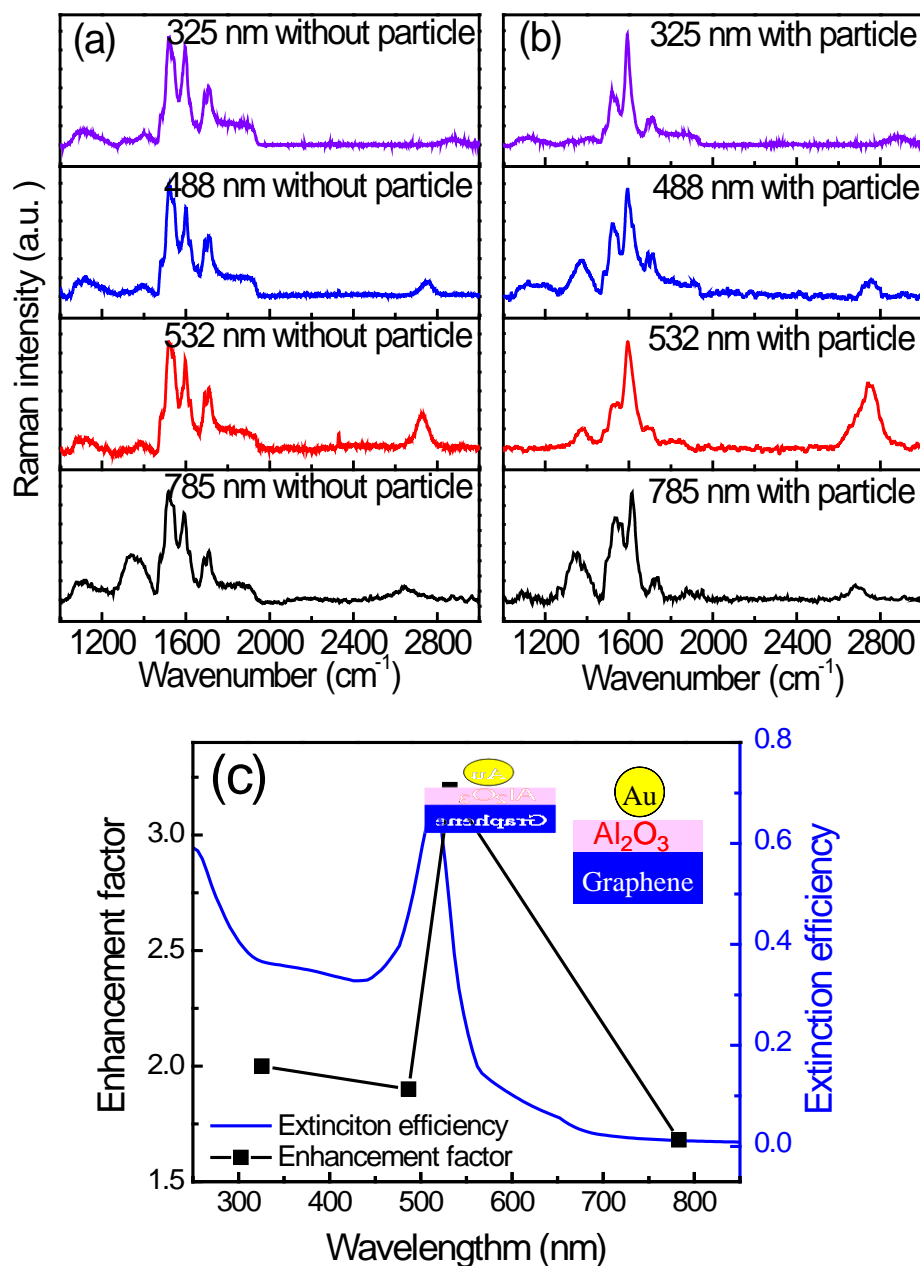 (a) 325 nm without particle
488 nm without particle
532 nm without particle
785 nm without particle
Raman intensity (a.u.)
1200 1600 2000 2400 2800
Wavenumber (cm⁻¹)
(b) 325 nm with particle
488 nm with particle
532 nm with particle
785 nm with particle
1200 1600 2000 2400 2800
Wavenumber (cm⁻¹)
(c)
Enhancement factor
3.0
2.5
2.0
1.5
Au
Al₂O₃
Graphene
Au
Al₂O₃
Graphene
0.8
0.6
0.4
0.2
0.0
Extinction efficiency
Extinciton efficiency
Enhancement factor
300 400 500 600 700 800
Wavelengthm (nm)